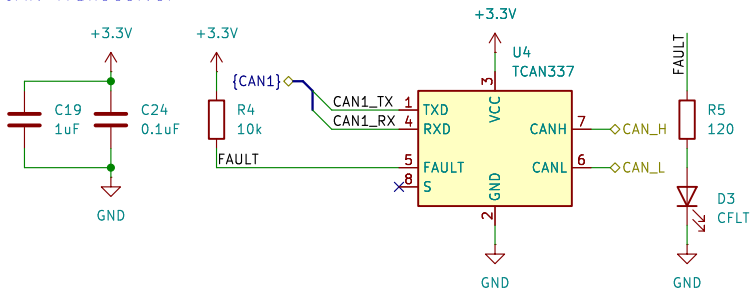 +3.3V
C19
1uF
C24
0.1uF
GND
+3.3V
R4
10k
FAULT
{CAN1}
CAN1_TX
CAN1_RX
+3.3V
U4
TCAN337
3
VCC
1
TXD
4
RXD
5
FAULT
8
S
CANH
7
CAN_H
CANL
6
CAN_L
GND
2
GND
FAULT
R5
120
D3
CFLT
GND